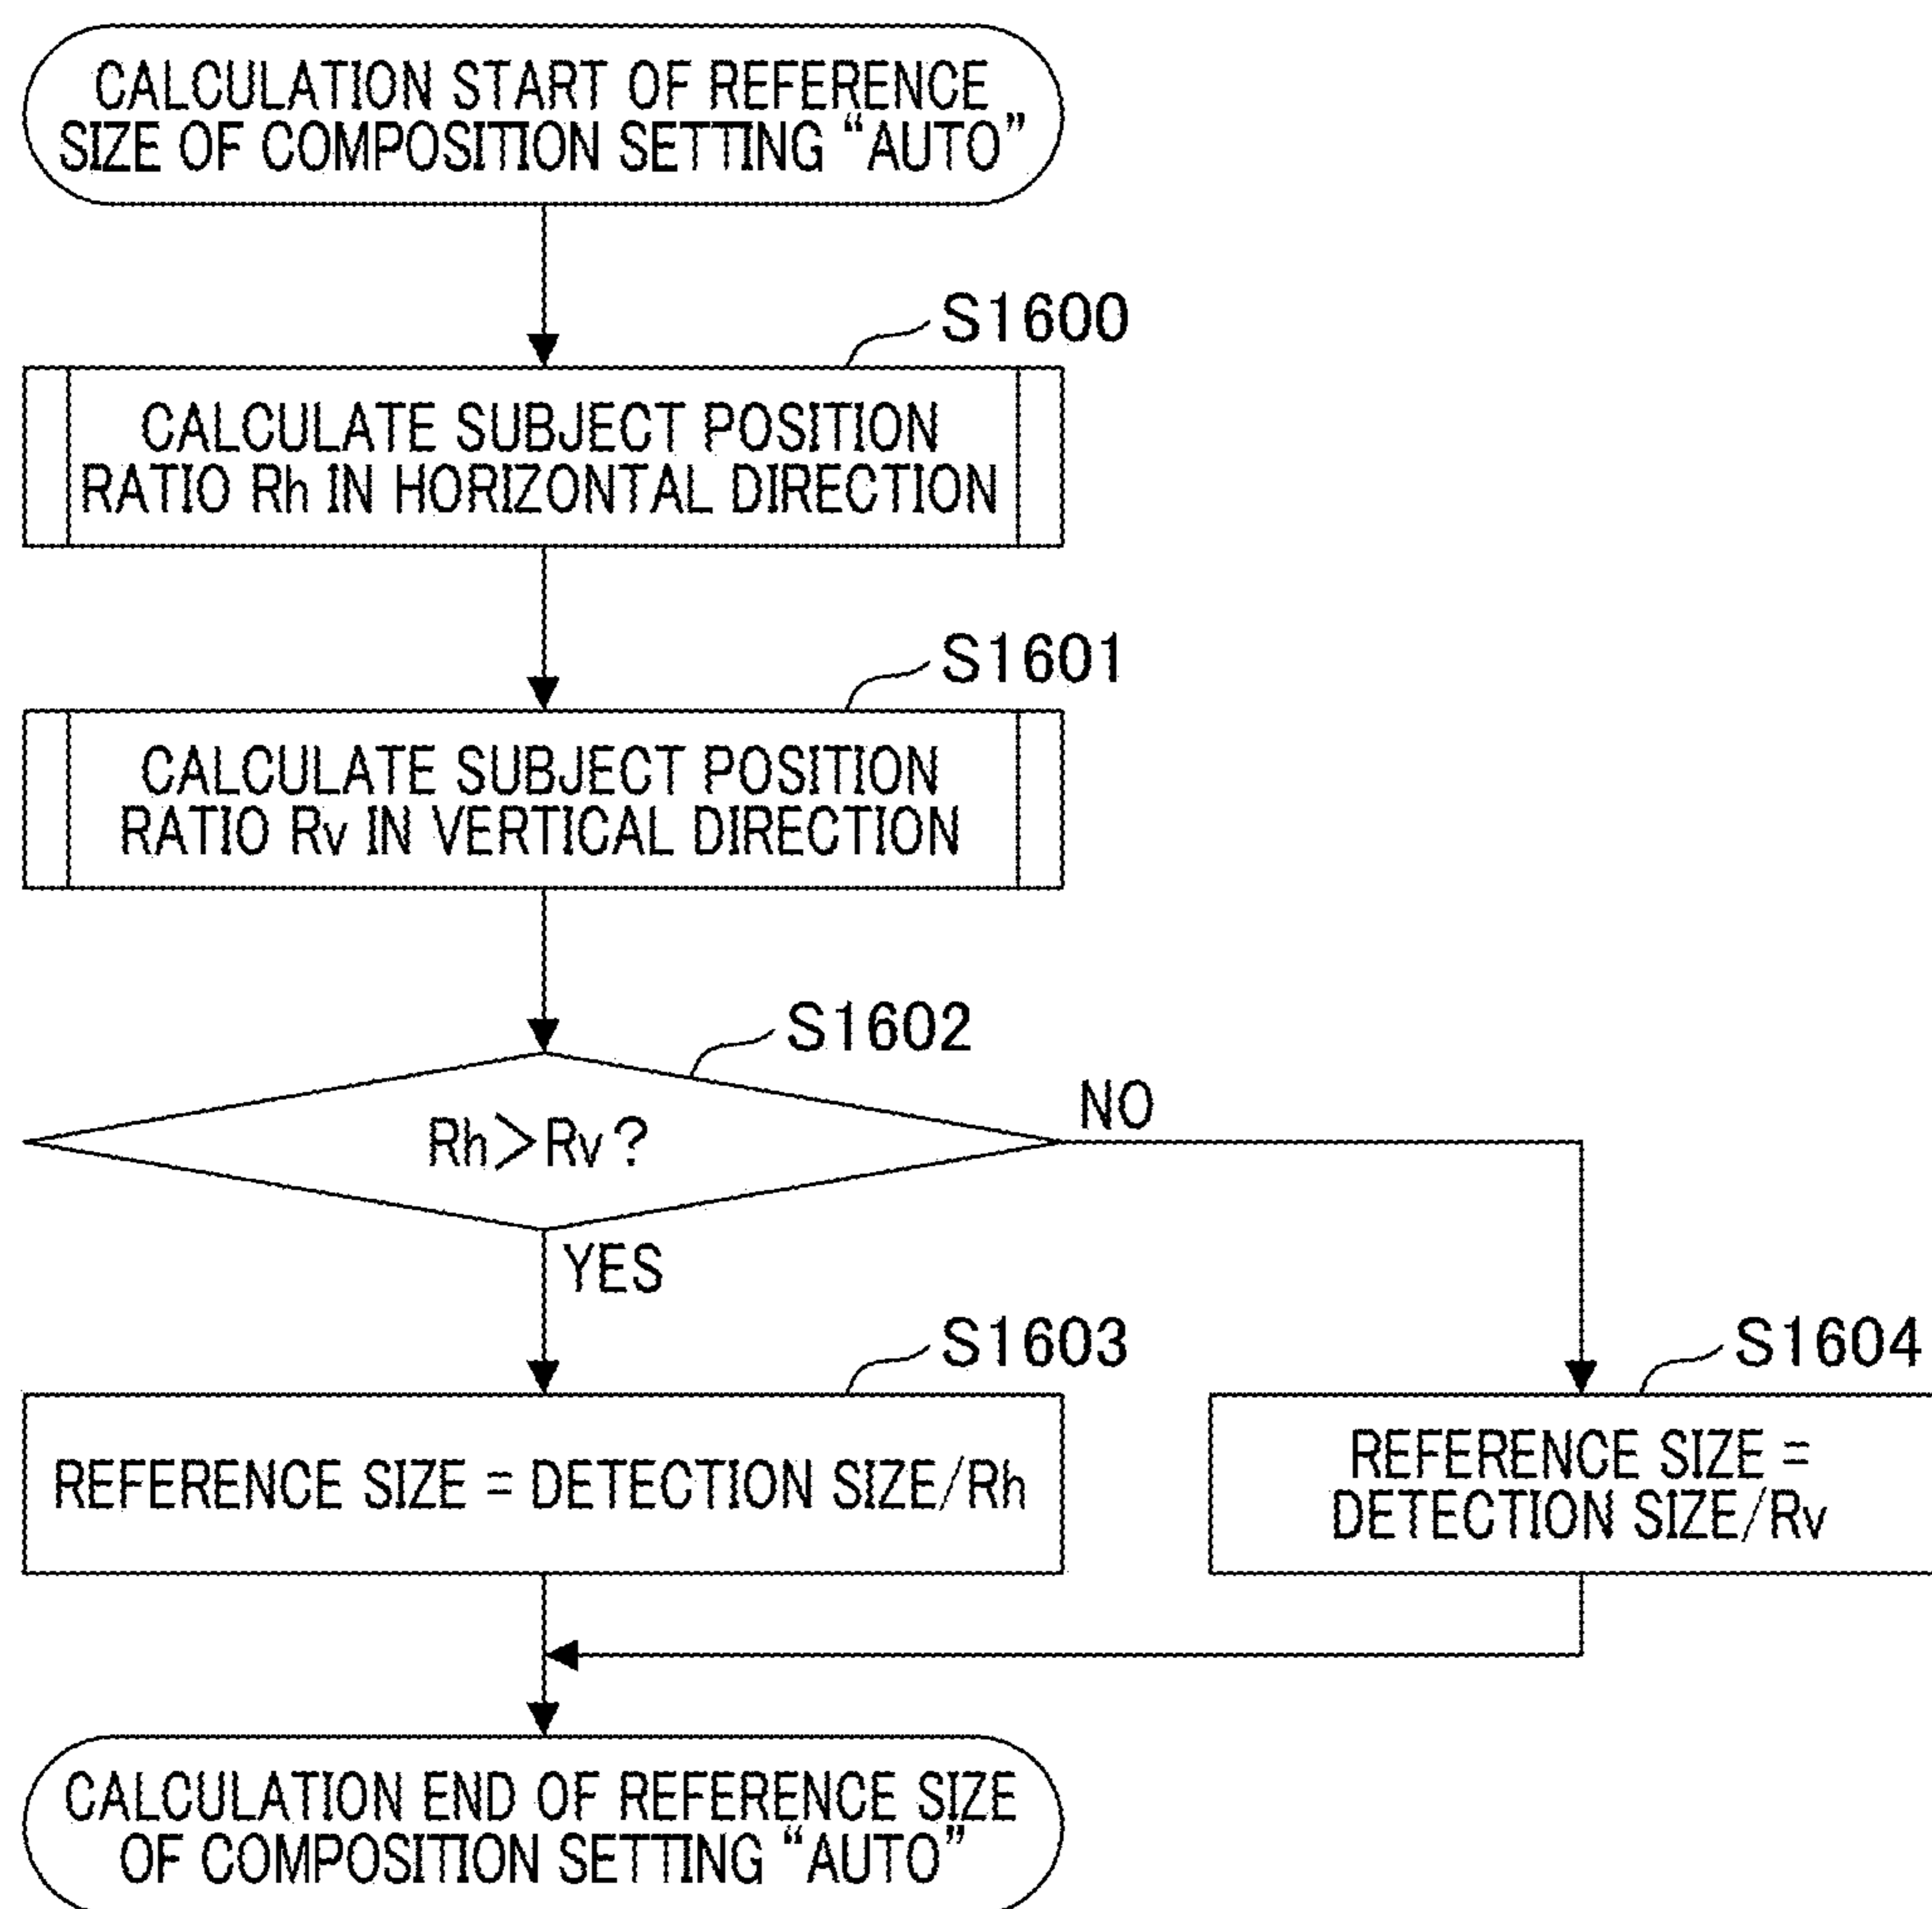 CALCULATION START OF REFERENCE
SIZE OF COMPOSITION SETTING “AUTO”
S1600
CALCULATE SUBJECT POSITION
RATIO Rh IN HORIZONTAL DIRECTION
S1601
CALCULATE SUBJECT POSITION
RATIO Rv IN VERTICAL DIRECTION
S1602
Rh>Rv?
NO
YES
S1603
REFERENCE SIZE = DETECTION SIZE/Rh
S1604
REFERENCE SIZE =
DETECTION SIZE/Rv
CALCULATION END OF REFERENCE SIZE
OF COMPOSITION SETTING “AUTO”